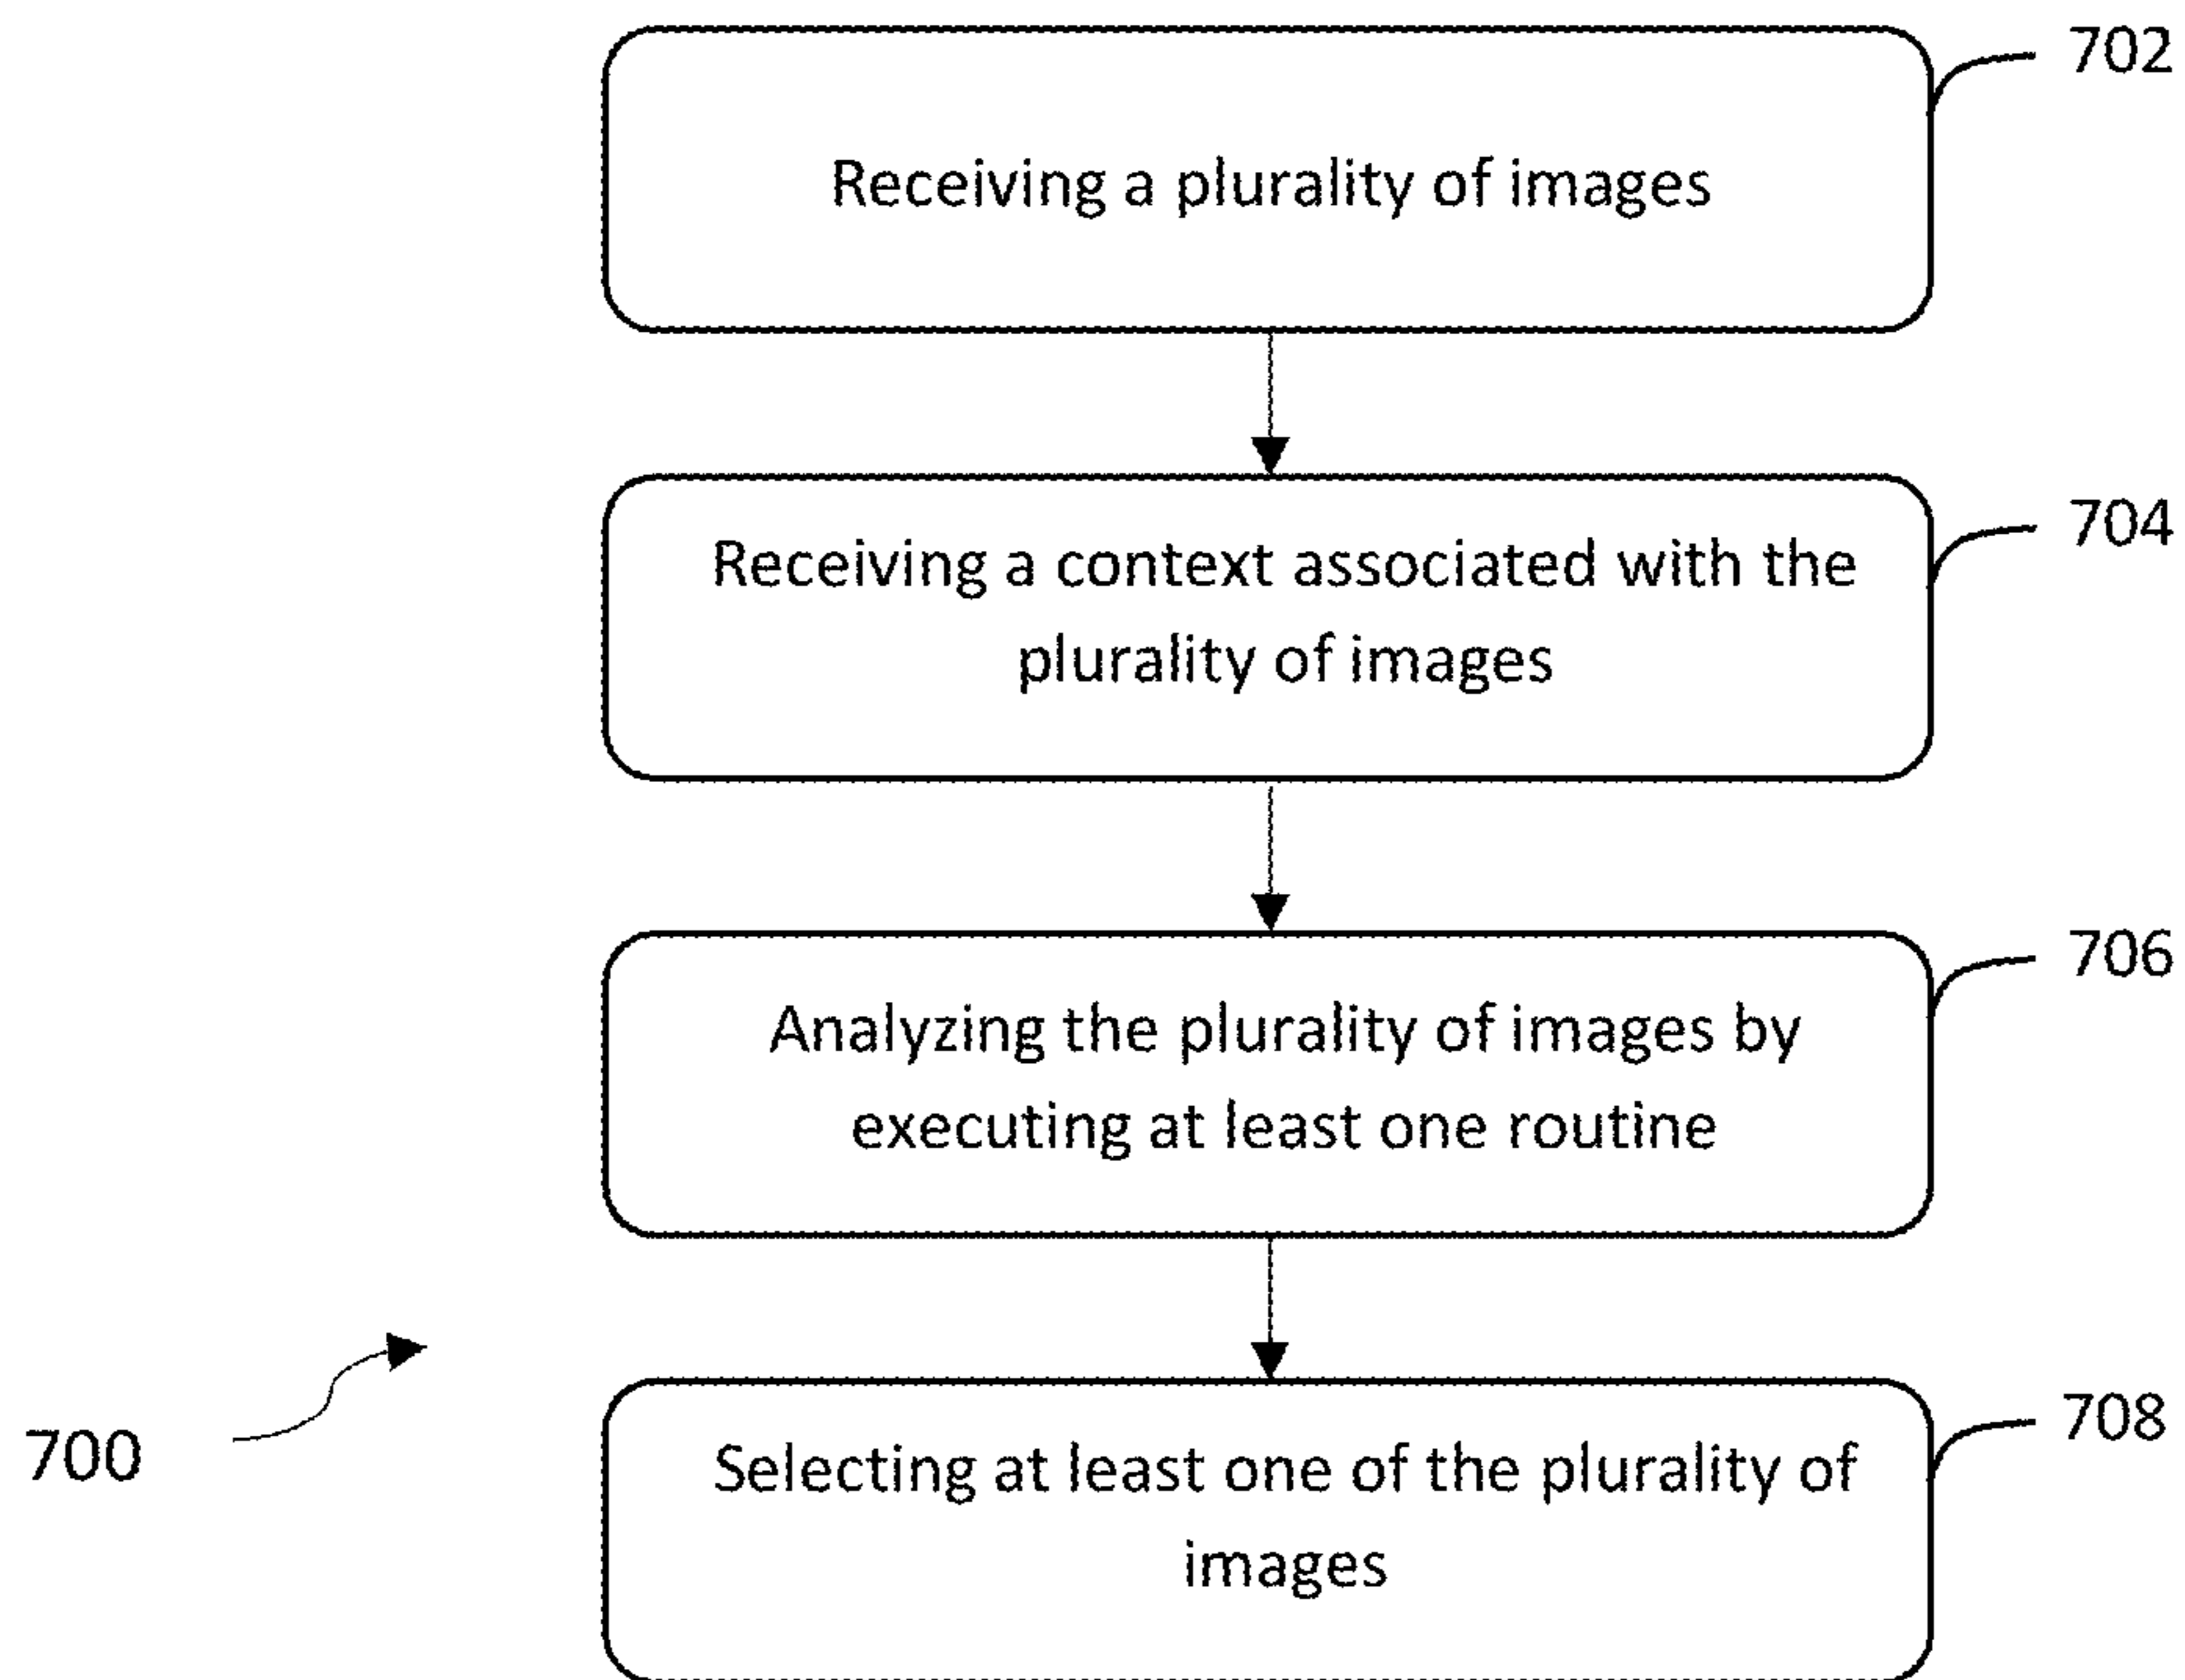 702
Receiving a plurality of images
704
Receiving a context associated with the
plurality of images
706
Analyzing the plurality of images by
executing at least one routine
700
708
Selecting at least one of the plurality of
images